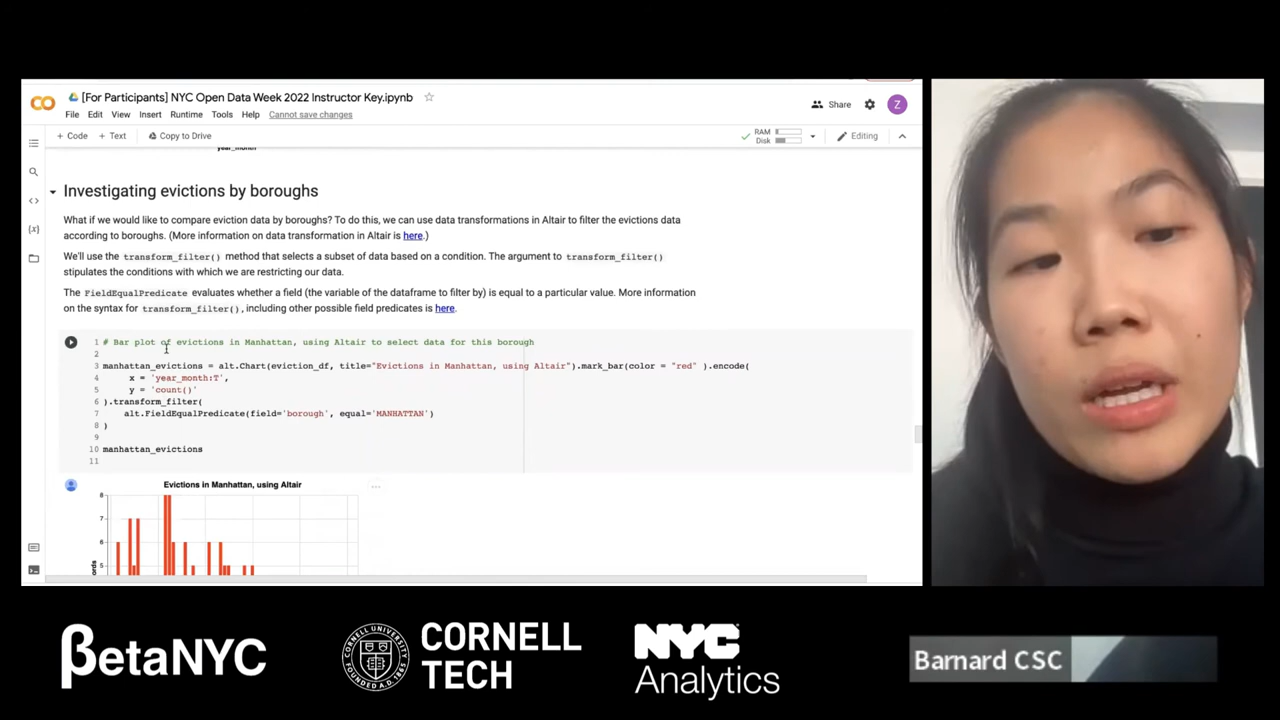 [For Participants] NYC Open Data Week 2022 Instructor Key.ipynb
File Edit View Insert Runtime Tools Help Cannot save changes
Share
Z
+ Code + Text Copy to Drive
RAM
Disk
Editing
year_month
Investigating evictions by boroughs
What if we would like to compare eviction data by boroughs? To do this, we can use data transformations in Altair to filter the evictions data
according to boroughs. (More information on data transformation in Altair is here.)
We'll use the transform_filter() method that selects a subset of data based on a condition. The argument to transform_filter()
stipulates the conditions with which we are restricting our data.
The FieldEqualPredicate evaluates whether a field (the variable of the dataframe to filter by) is equal to a particular value. More information
on the syntax for transform_filter(), including other possible field predicates is here.
1 # Bar plot of evictions in Manhattan, using Altair to select data for this borough
2
3 manhattan_evictions = alt.Chart(eviction_df, title="Evictions in Manhattan, using Altair").mark_bar(color = "red" ).encode(
4 x = 'year_month:T',
5 y = 'count()'
6 ).transform_filter(
7 alt.FieldEqualPredicate(field='borough', equal='MANHATTAN')
8 )
9
10 manhattan_evictions
11
Evictions in Manhattan, using Altair
8
7
6
5
ords
βetaNYC
CORNELL UNIVERSITY
FOUNDED A.D. 1865
CORNELL
TECH
NYC
Analytics
Barnard CSC